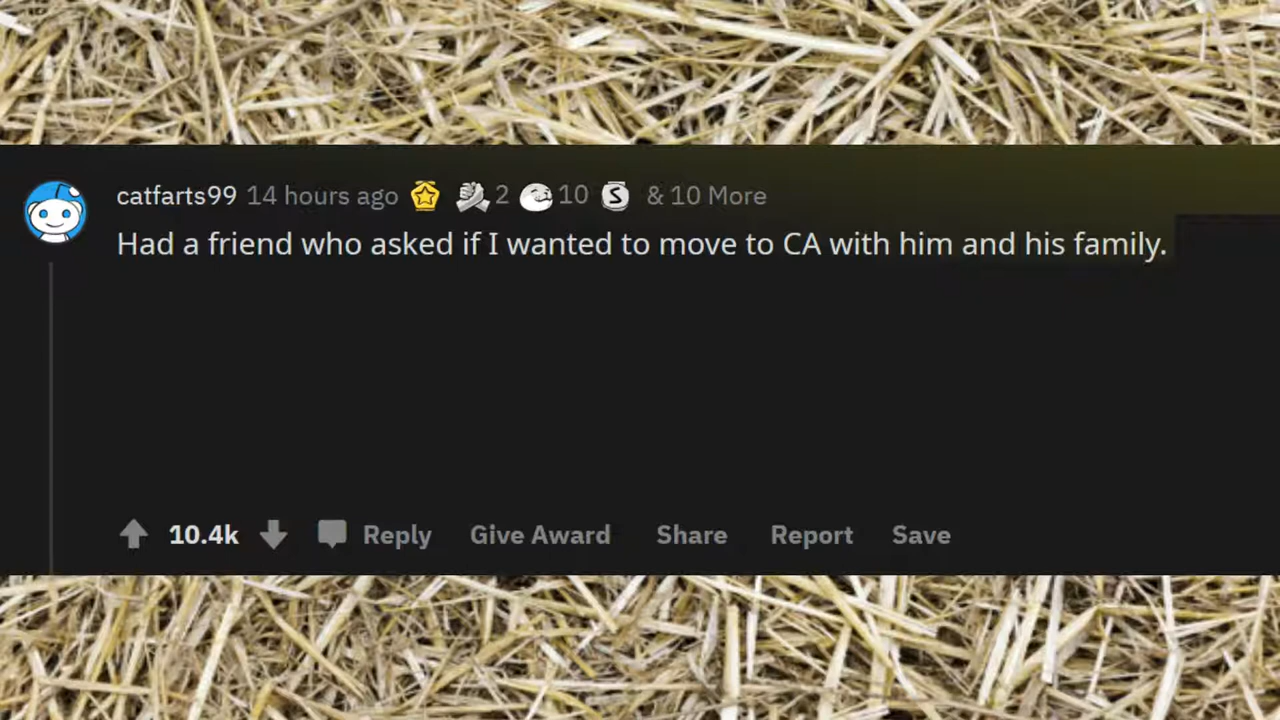 catfarts99 14 hours ago 2 10 S & 10 More
Had a friend who asked if I wanted to move to CA with him and his family.
10.4k Reply Give Award Share Report Save